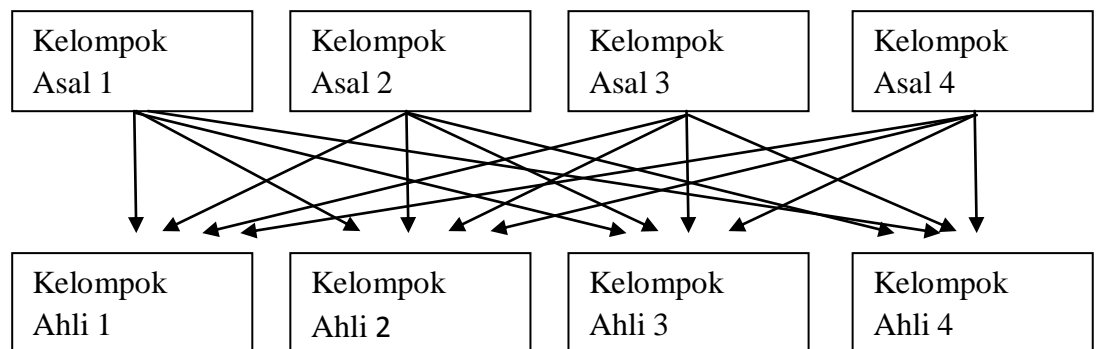 Kelompok
Asal 1
Kelompok
Asal 2
Kelompok
Asal 3
Kelompok
Asal 4
Kelompok
Ahli 1
Kelompok
Ahli 2
Kelompok
Ahli 3
Kelompok
Ahli 4